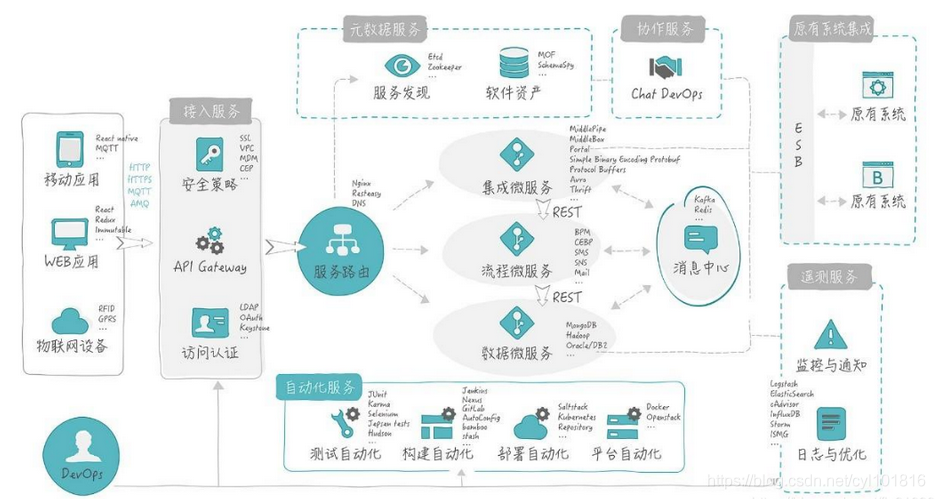 元数据服务
协作服务
原有系统集成
Etsd
Zookeeper
...
服务发现
MOF
SchemeSpy
...
软件资产
Chat DevOps
ESB
原有系统
原有系统
接入服务
React native
MQTT
...
移动应用
HTTP
HTTPS
MQTT
AMQ
React
Redux
Immutable
...
WEB应用
RFID
GPRS
...
物联网设备
SSL
VPC
MDM
CEP
...
安全策略
API Gateway
LDAP
OAuth
Keystone
...
访问认证
Nginx
Resteasy
DNS
服务路由
MiddlePipe
MiddleBox
Portal
Simple Binary Encoding Protobuf
Protocol Buffers
Avro
Thrift
...
集成微服务
REST
BPM
CEBP
SMS
SNS
Mail
...
流程微服务
REST
MongoDB
Hadoop
Oracle/DB2
...
数据微服务
Kafka
Redis
...
消息中心
遥测服务
监控与通知
Logstash
ElasticSearch
cAdvisor
InfluxDB
Storm
ISMG
...
日志与优化
自动化服务
JUnit
Karma
Selenium
Jepsen tests
Hudson
测试自动化
Jenkins
Nexus
GitLab
AutoConfig
bamboo
stash
构建自动化
Saltstack
Kubernetes
Repository
...
部署自动化
Docker
Openstack
...
平台自动化
DevOps
https://blog.csdn.net/cyl101816